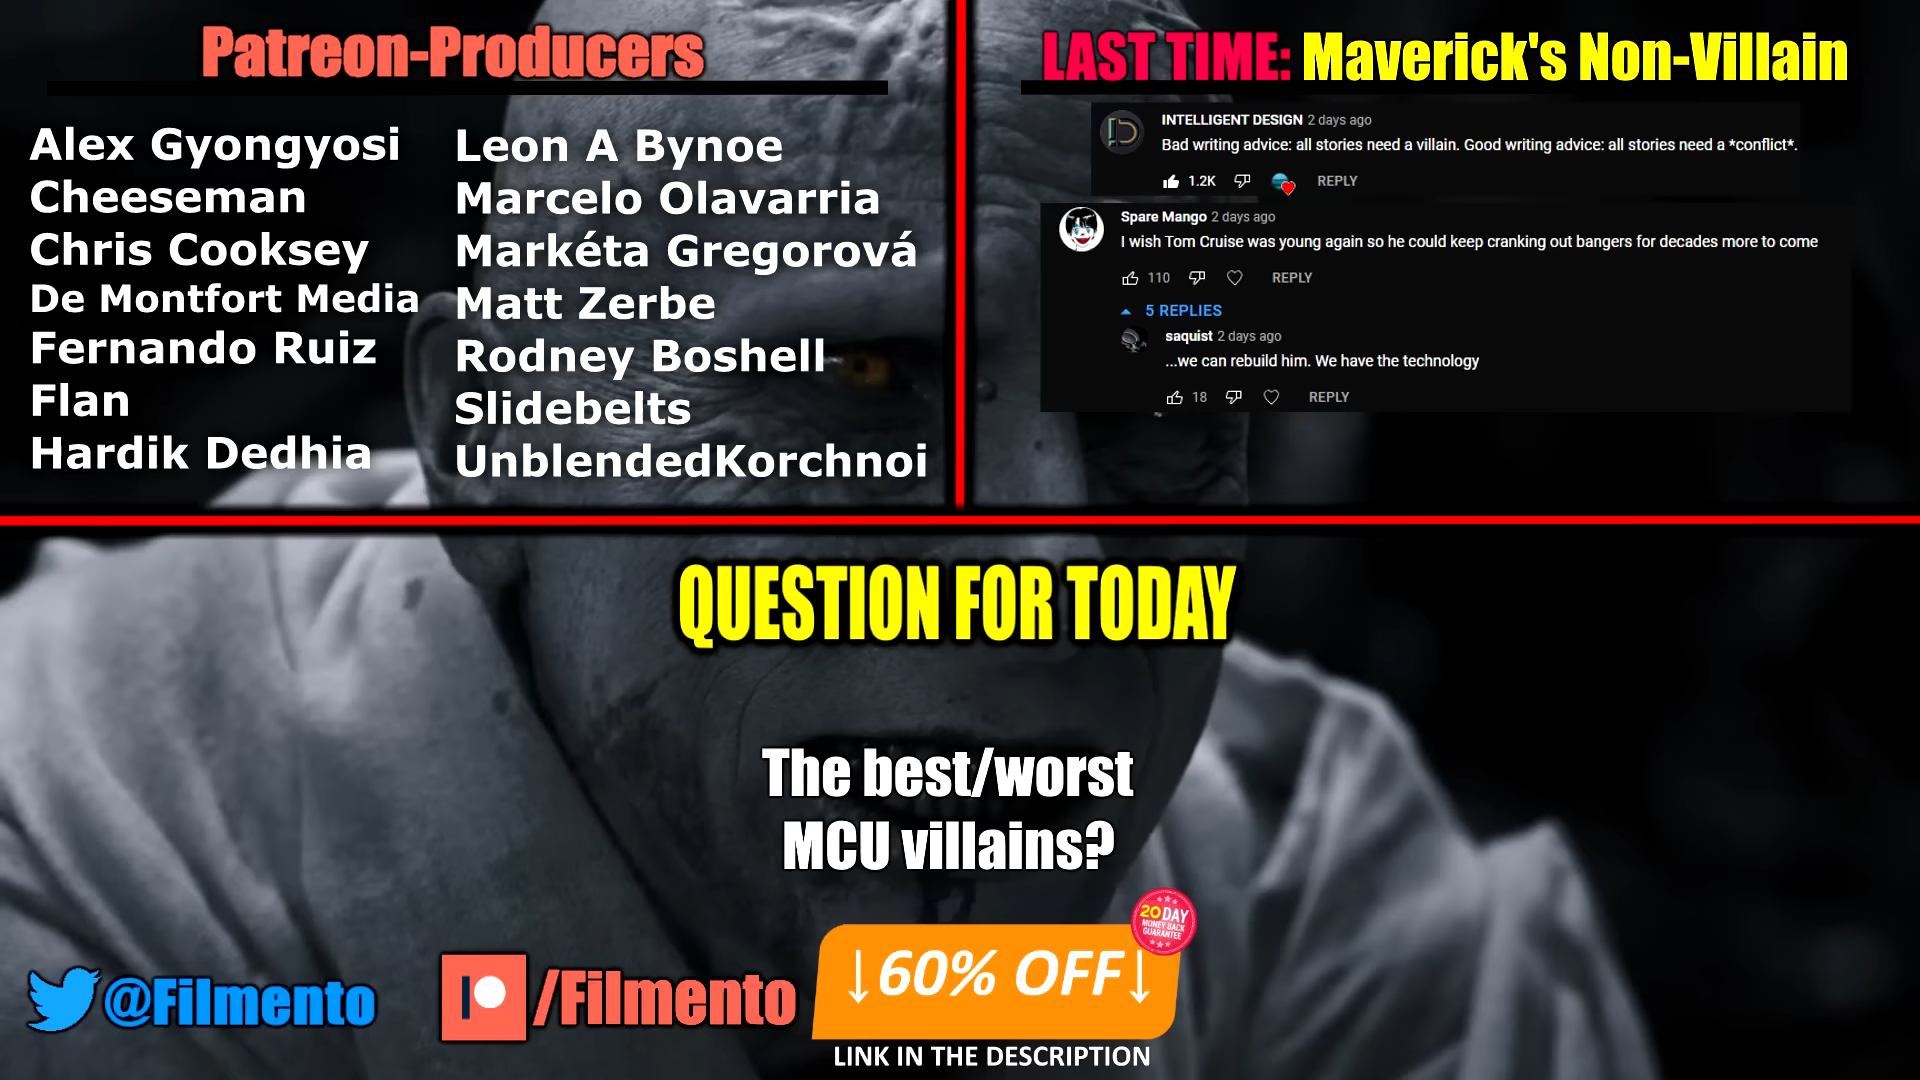 Patreon-Producers
Alex Gyongyosi
Cheeseman
Chris Cooksey
De Montfort Media
Fernando Ruiz
Flan
Hardik Dedhia
Leon A Bynoe
Marcelo Olavarria
Markéta Gregorová
Matt Zerbe
Rodney Boshell
Slidebelts
UnblendedKorchnoi
LAST TIME: Maverick's Non-Villain
INTELLIGENT DESIGN 2 days ago
Bad writing advice: all stories need a villain. Good writing advice: all stories need a *conflict*.
1.2K REPLY
Spare Mango 2 days ago
I wish Tom Cruise was young again so he could keep cranking out bangers for decades more to come
110 REPLY
5 REPLIES
saquist 2 days ago
...we can rebuild him. We have the technology
18 REPLY
QUESTION FOR TODAY
The best/worst
MCU villains?
@Filmento
/Filmento
20 DAY
MONEY BACK
GUARANTEE
↓60% OFF↓
LINK IN THE DESCRIPTION